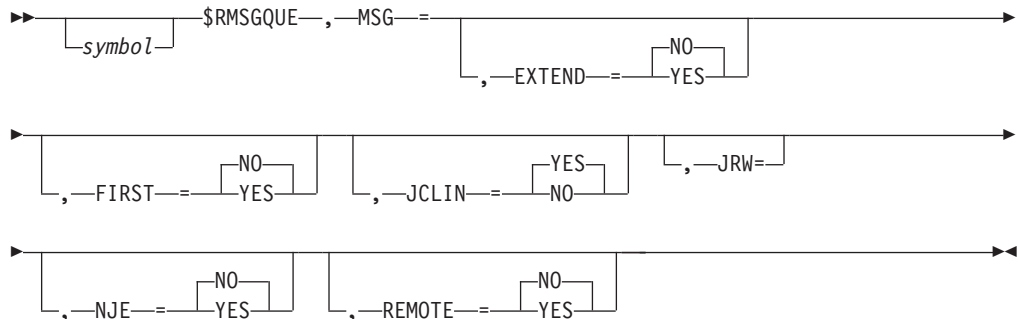 $RMSGQUE , MSG =
symbol
NO
, EXTEND = YES
NO
, FIRST = YES
YES
, JCLIN = NO
, JRW=
NO
, NJE = YES
NO
, REMOTE = YES